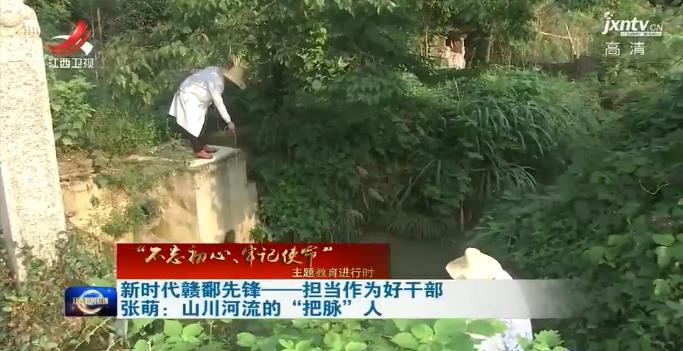 江西卫视
jxntv.CN
高清
“不忘初心、牢记使命”
主题教育进行时
新时代赣鄱先锋——担当作为好干部
张萌：山川河流的“把脉”人